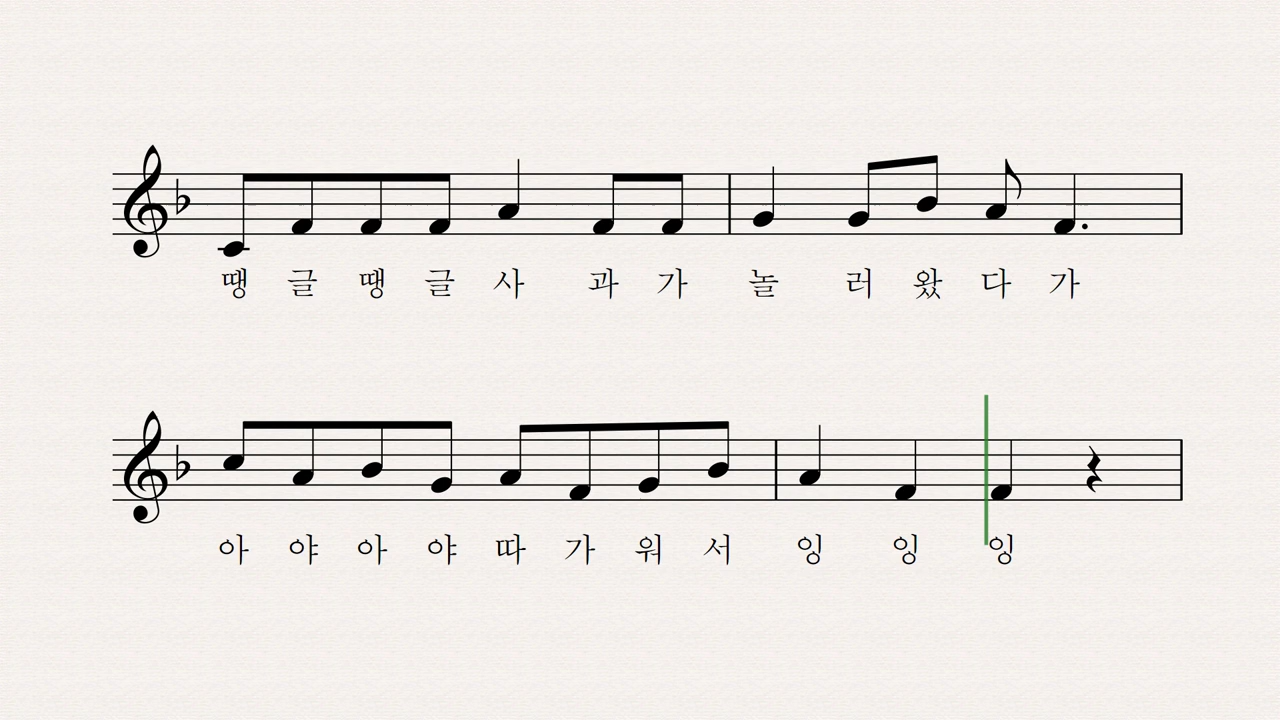 땡 글 땡 글 사 과 가 놀 러 왔 다 가
아 야 아 야 따 가 워 서 잉 잉 잉